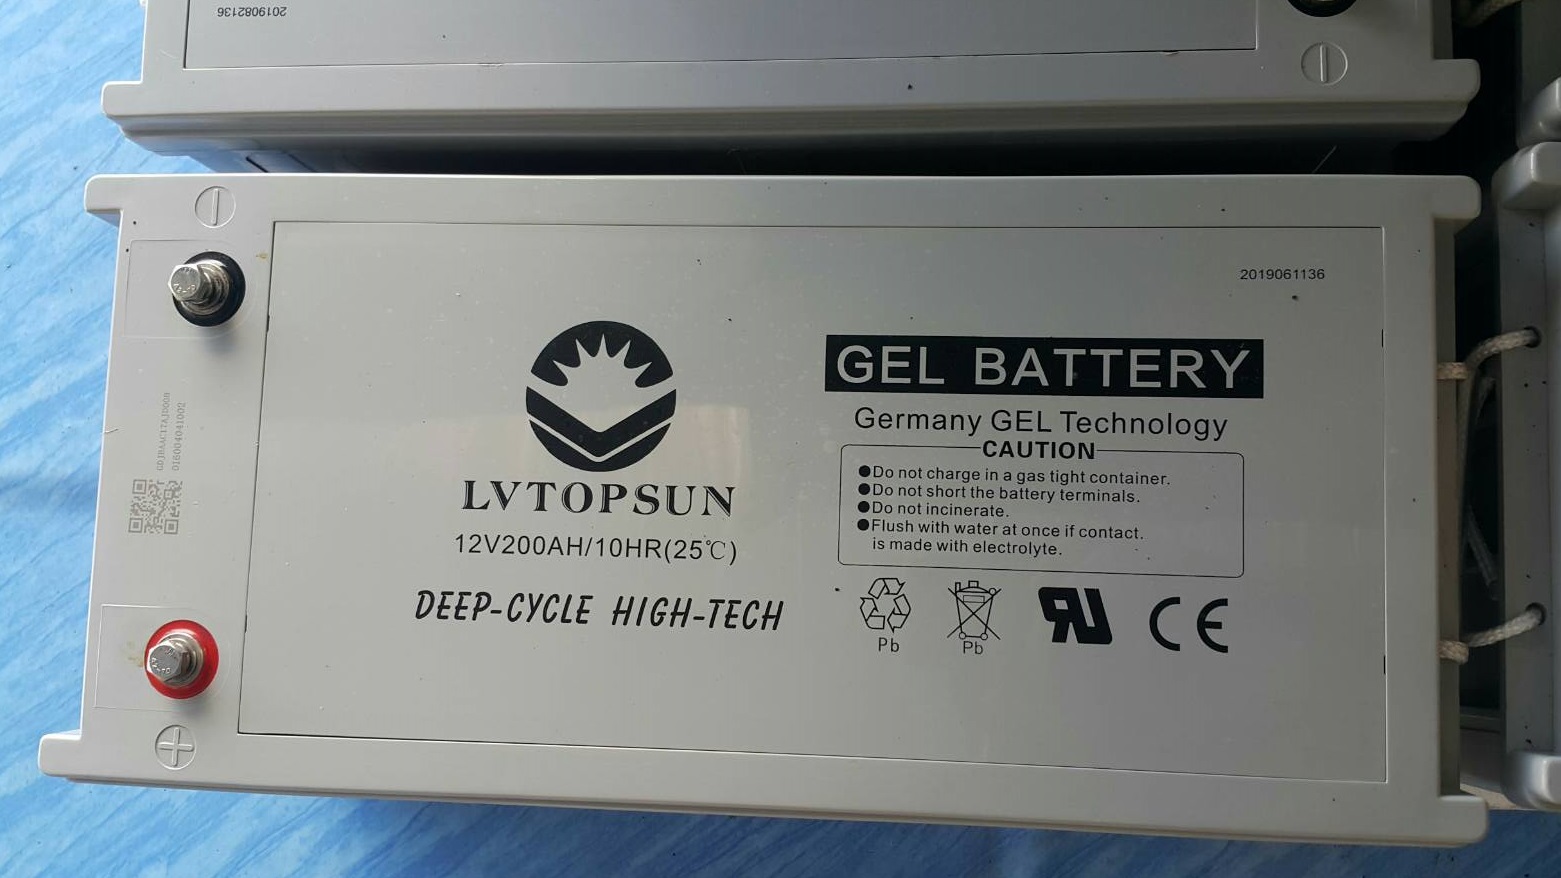 2019082136
2019061136
GEL BATTERY
Germany GEL Technology
CAUTION
●Do not charge in a gas tight container.
●Do not short the battery terminals.
●Do not incinerate.
●Flush with water at once if contact.
is made with electrolyte.
Pb
Pb
CE
LVTOPSUN
12V200AH/10HR(25℃)
DEEP-CYCLE HIGH-TECH
016004041002